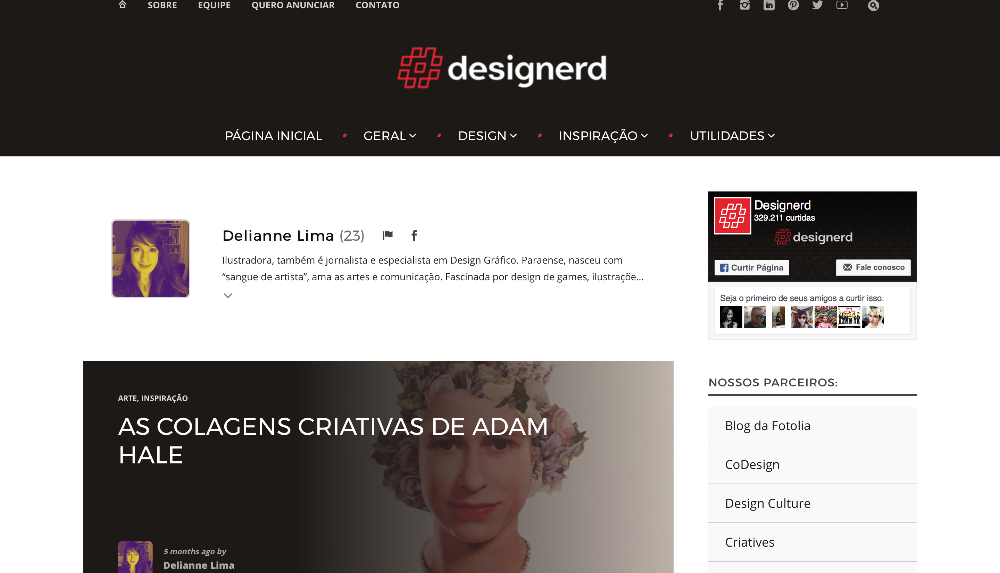 SOBRE EQUIPE QUERO ANUNCIAR CONTATO
designerd
PÁGINA INICIAL GERAL DESIGN INSPIRAÇÃO UTILIDADES
Delianne Lima (23)
Ilustradora, também é jornalista e especialista em Design Gráfico. Paraense, nasceu com
“sangue de artista”, ama as artes e comunicação. Fascinada por design de games, ilustraçõe...
Designerd
329.211 curtidas
designerd
Curtir Página
Fale conosco
Seja o primeiro de seus amigos a curtir isso.
ARTE, INSPIRAÇÃO
AS COLAGENS CRIATIVAS DE ADAM
HALE
5 months ago by
Delianne Lima
NOSSOS PARCEIROS:
Blog da Fotolia
CoDesign
Design Culture
Criatives